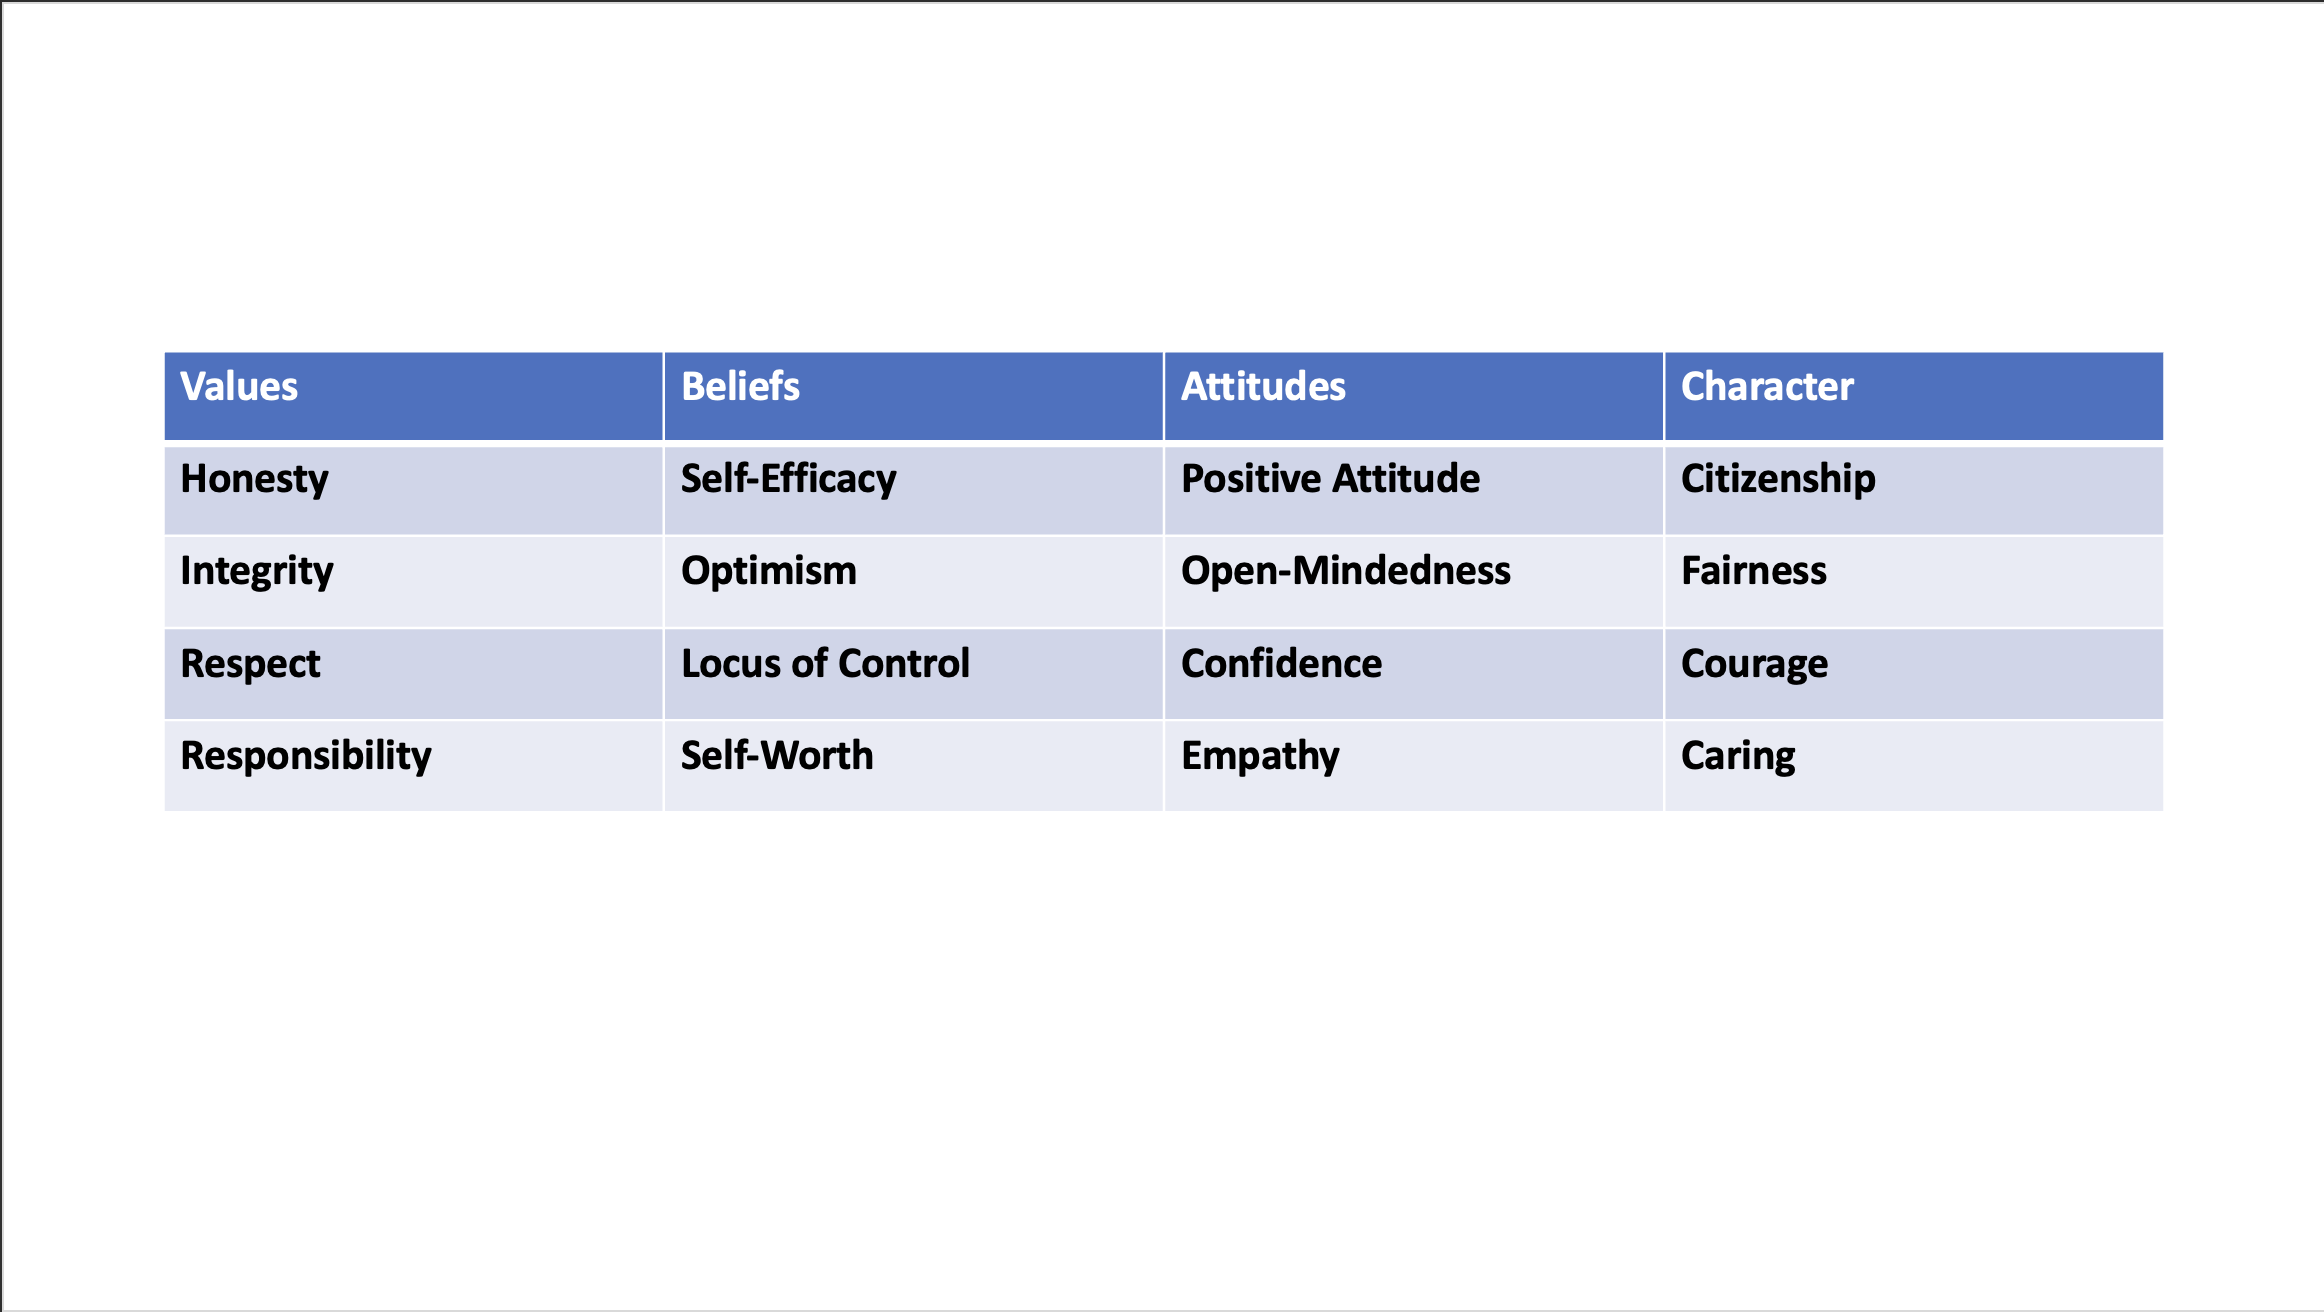 Values Beliefs Attitudes Character
Honesty Self-Efficacy Positive Attitude Citizenship
Integrity Optimism Open-Mindedness Fairness
Respect Locus of Control Confidence Courage
Responsibility Self-Worth Empathy Caring